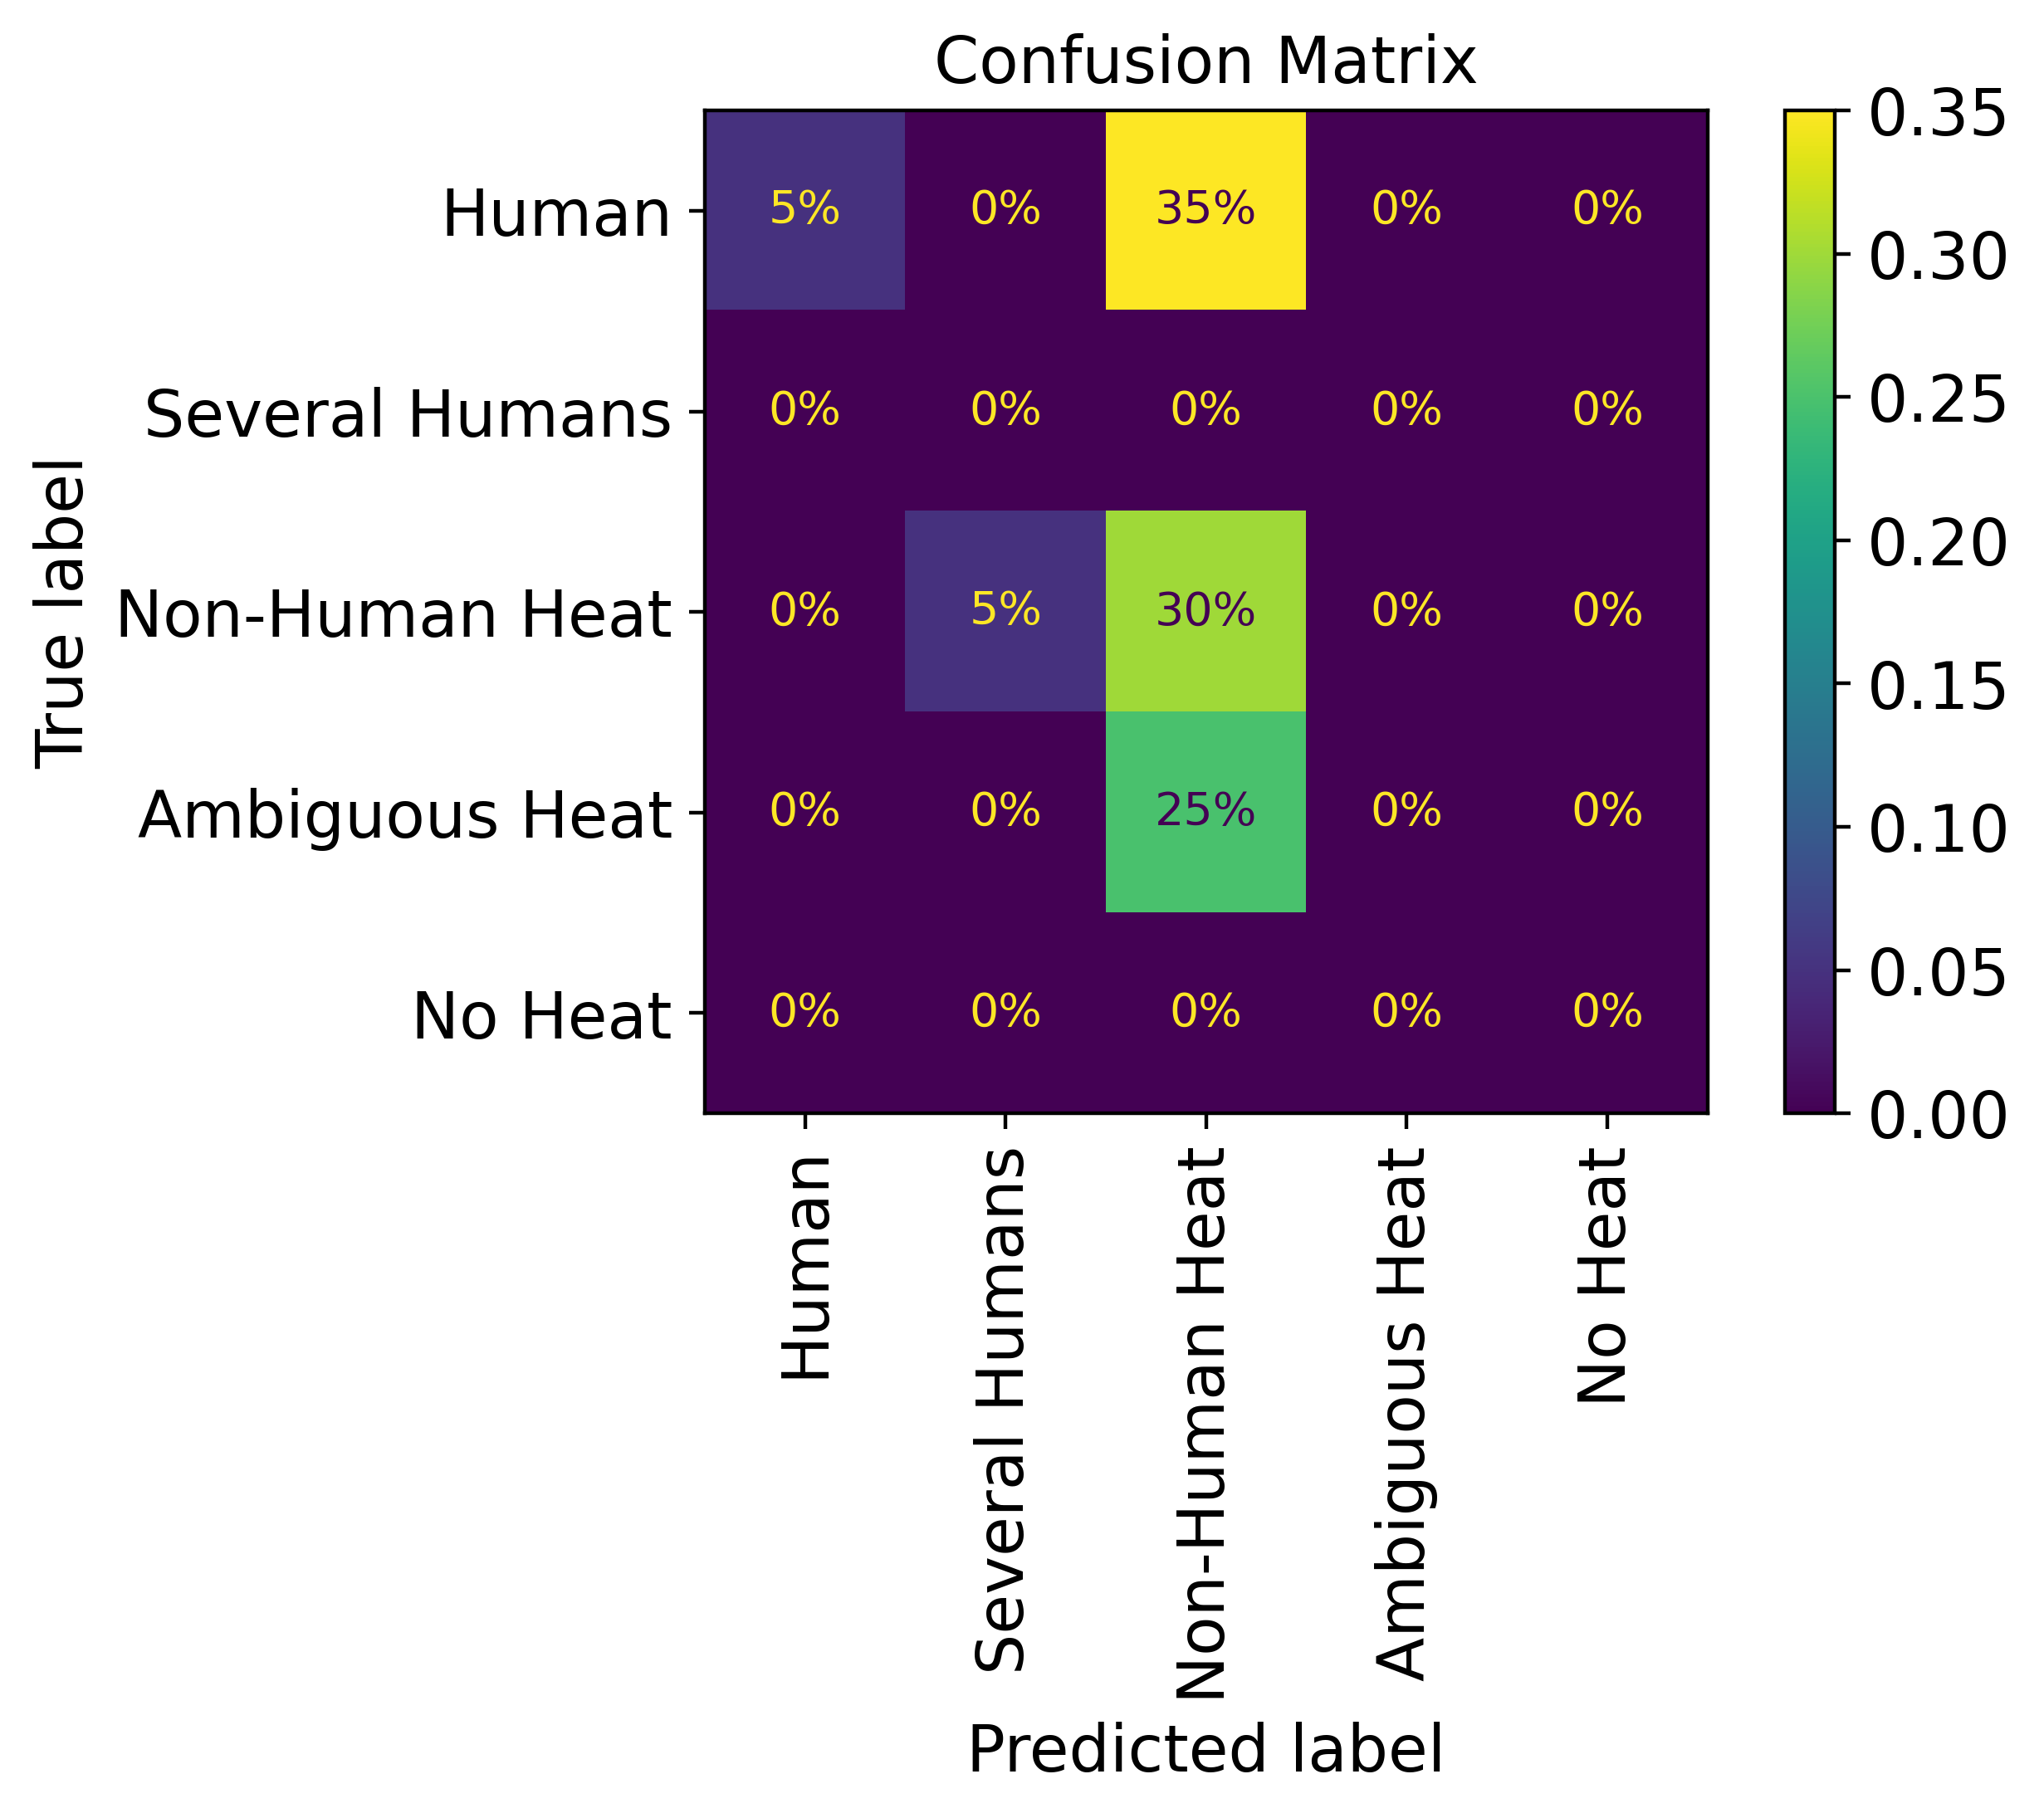 Confusion Matrix
True label
Human
5% 0% 35% 0% 0%
Several Humans
0% 0% 0% 0% 0%
Non-Human Heat
0% 5% 30% 0% 0%
Ambiguous Heat
0% 0% 25% 0% 0%
No Heat
0% 0% 0% 0% 0%
Human
Several Humans
Non-Human Heat
Ambiguous Heat
No Heat
Predicted label
0.35
0.30
0.25
0.20
0.15
0.10
0.05
0.00